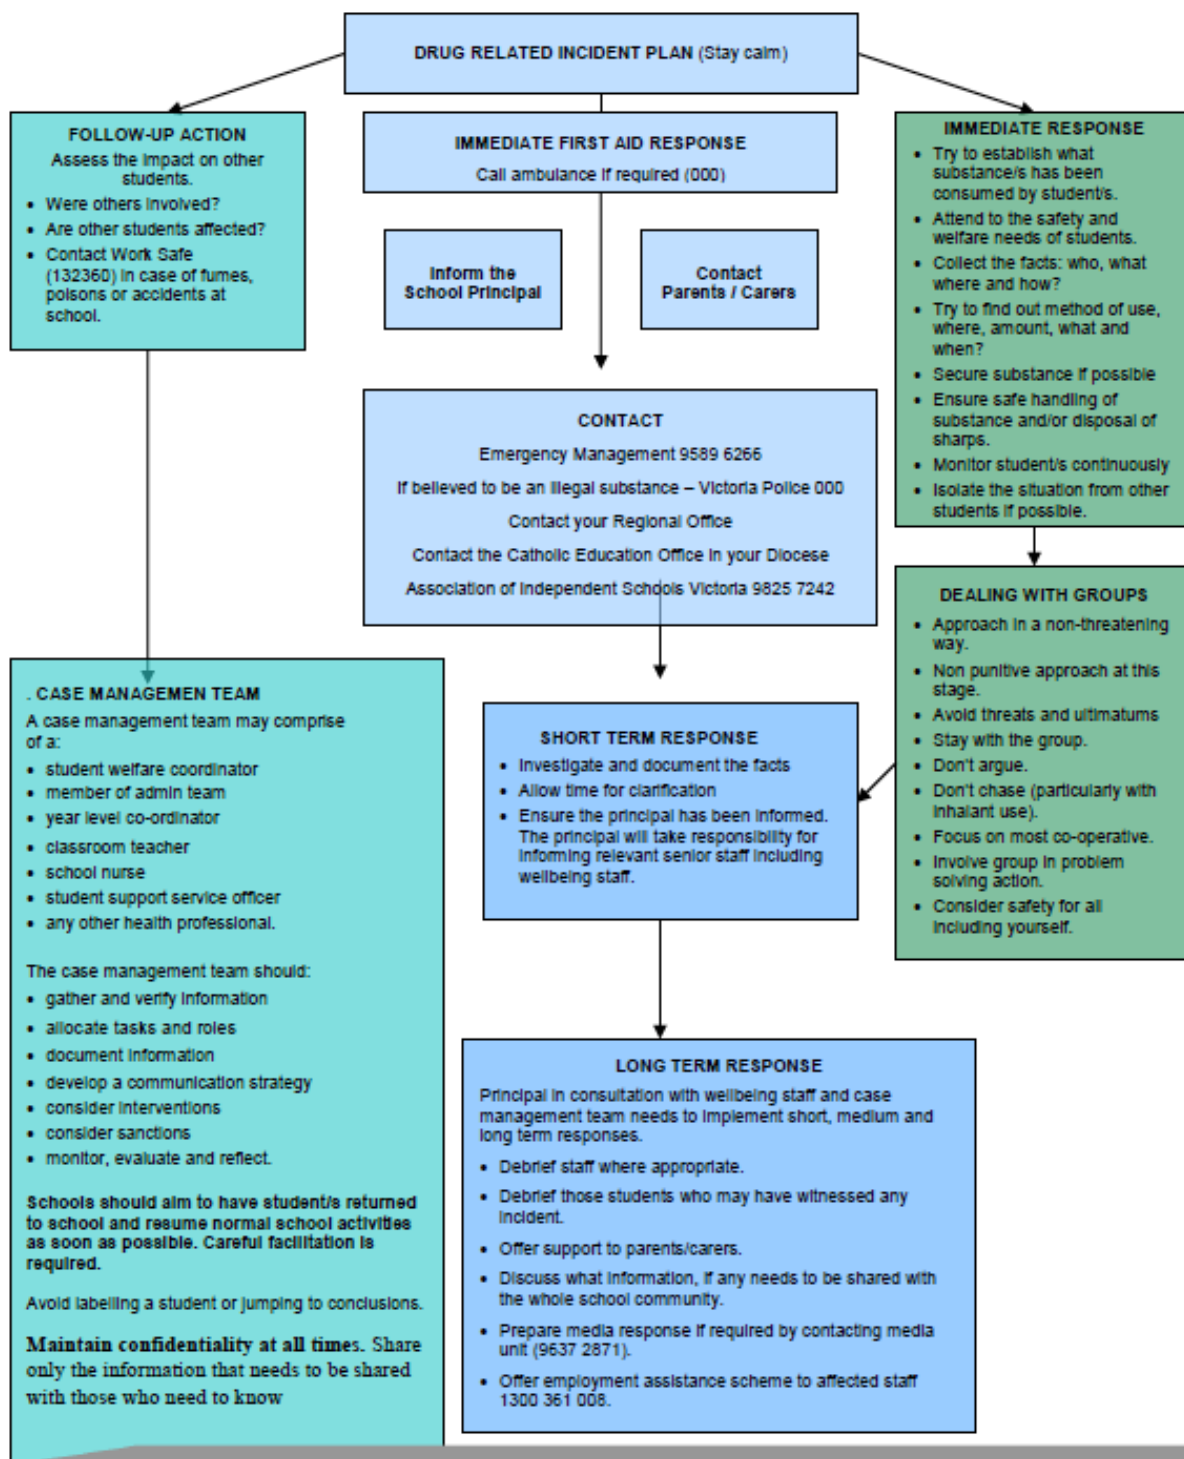 DRUG RELATED INCIDENT PLAN (Stay calm)
FOLLOW-UP ACTION
Assess the impact on other
students.
• Were others involved?
• Are other students affected?
• Contact Work Safe
(132360) in case of fumes,
poisons or accidents at
school.
IMMEDIATE FIRST AID RESPONSE
Call ambulance if required (000)
Inform the
School Principal
Contact
Parents / Carers
IMMEDIATE RESPONSE
• Try to establish what
substance/s has been
consumed by student/s.
• Attend to the safety and
welfare needs of students.
• Collect the facts: who, what
where and how?
• Try to find out method of use,
where, amount, what and
when?
• Secure substance if possible
• Ensure safe handling of
substance and/or disposal of
sharps.
• Monitor student/s continuously
• Isolate the situation from other
students if possible.
CONTACT
Emergency Management 9589 6266
If believed to be an illegal substance – Victoria Police 000
Contact your Regional Office
Contact the Catholic Education Office in your Diocese
Association of Independent Schools Victoria 9825 7242
DEALING WITH GROUPS
• Approach in a non-threatening
way.
• Non punitive approach at this
stage.
• Avoid threats and ultimatums
• Stay with the group.
• Don't argue.
• Don't chase (particularly with
inhalant use).
• Focus on most co-operative.
• Involve group in problem
solving action.
• Consider safety for all
including yourself.
. CASE MANAGEMEN TEAM
A case management team may comprise
of a:
• student welfare coordinator
• member of admin team
• year level co-ordinator
• classroom teacher
• school nurse
• student support service officer
• any other health professional.
The case management team should:
• gather and verify information
• allocate tasks and roles
• document information
• develop a communication strategy
• consider interventions
• consider sanctions
• monitor, evaluate and reflect.
Schools should aim to have student/s returned
to school and resume normal school activities
as soon as possible. Careful facilitation is
required.
Avoid labelling a student or jumping to conclusions.
Maintain confidentiality at all times. Share
only the information that needs to be shared
with those who need to know
SHORT TERM RESPONSE
• Investigate and document the facts
• Allow time for clarification
• Ensure the principal has been informed.
The principal will take responsibility for
informing relevant senior staff including
wellbeing staff.
LONG TERM RESPONSE
Principal in consultation with wellbeing staff and case
management team needs to implement short, medium and
long term responses.
• Debrief staff where appropriate.
• Debrief those students who may have witnessed any
incident.
• Offer support to parents/carers.
• Discuss what information, if any needs to be shared with
the whole school community.
• Prepare media response if required by contacting media
unit (9637 2871).
• Offer employment assistance scheme to affected staff
1300 361 008.